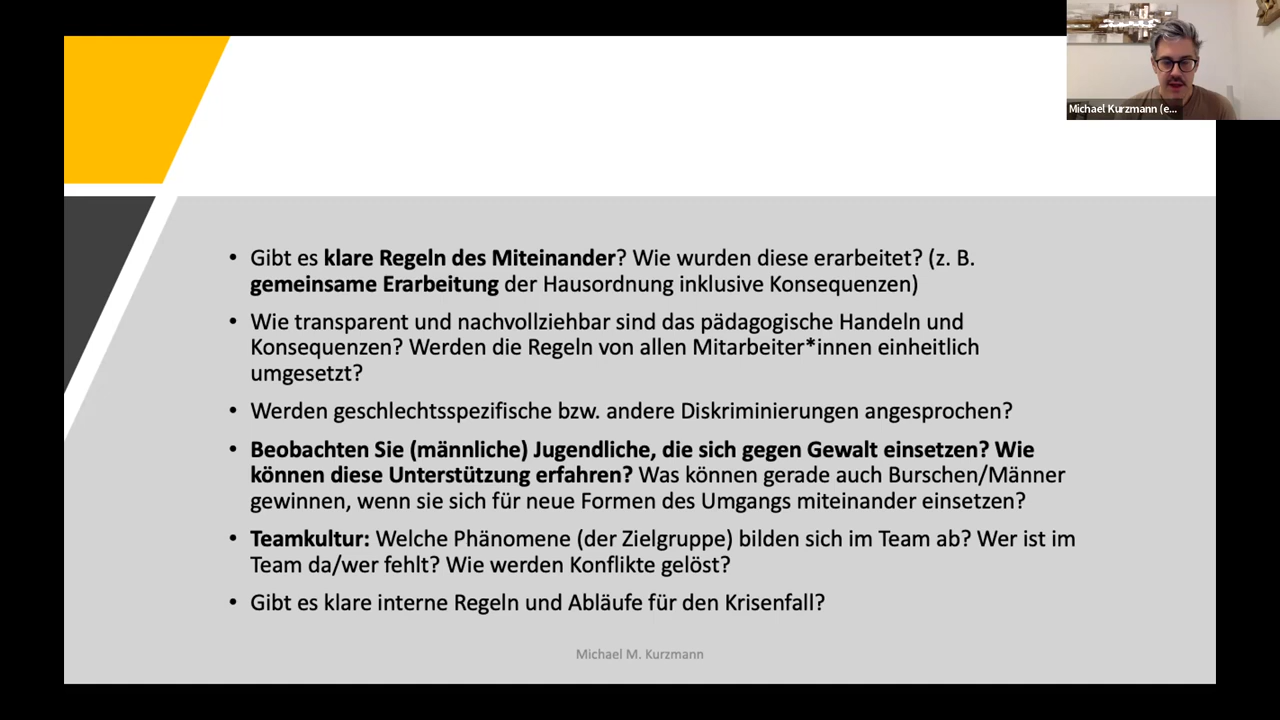 Michael Kurzmann (e...
• Gibt es klare Regeln des Miteinander? Wie wurden diese erarbeitet? (z. B.
gemeinsame Erarbeitung der Hausordnung inklusive Konsequenzen)
• Wie transparent und nachvollziehbar sind das pädagogische Handeln und
Konsequenzen? Werden die Regeln von allen Mitarbeiter*innen einheitlich
umgesetzt?
• Werden geschlechtsspezifische bzw. andere Diskriminierungen angesprochen?
• Beobachten Sie (männliche) Jugendliche, die sich gegen Gewalt einsetzen? Wie
können diese Unterstützung erfahren? Was können gerade auch Burschen/Männer
gewinnen, wenn sie sich für neue Formen des Umgangs miteinander einsetzen?
• Teamkultur: Welche Phänomene (der Zielgruppe) bilden sich im Team ab? Wer ist im
Team da/wer fehlt? Wie werden Konflikte gelöst?
• Gibt es klare interne Regeln und Abläufe für den Krisenfall?
Michael M. Kurzmann